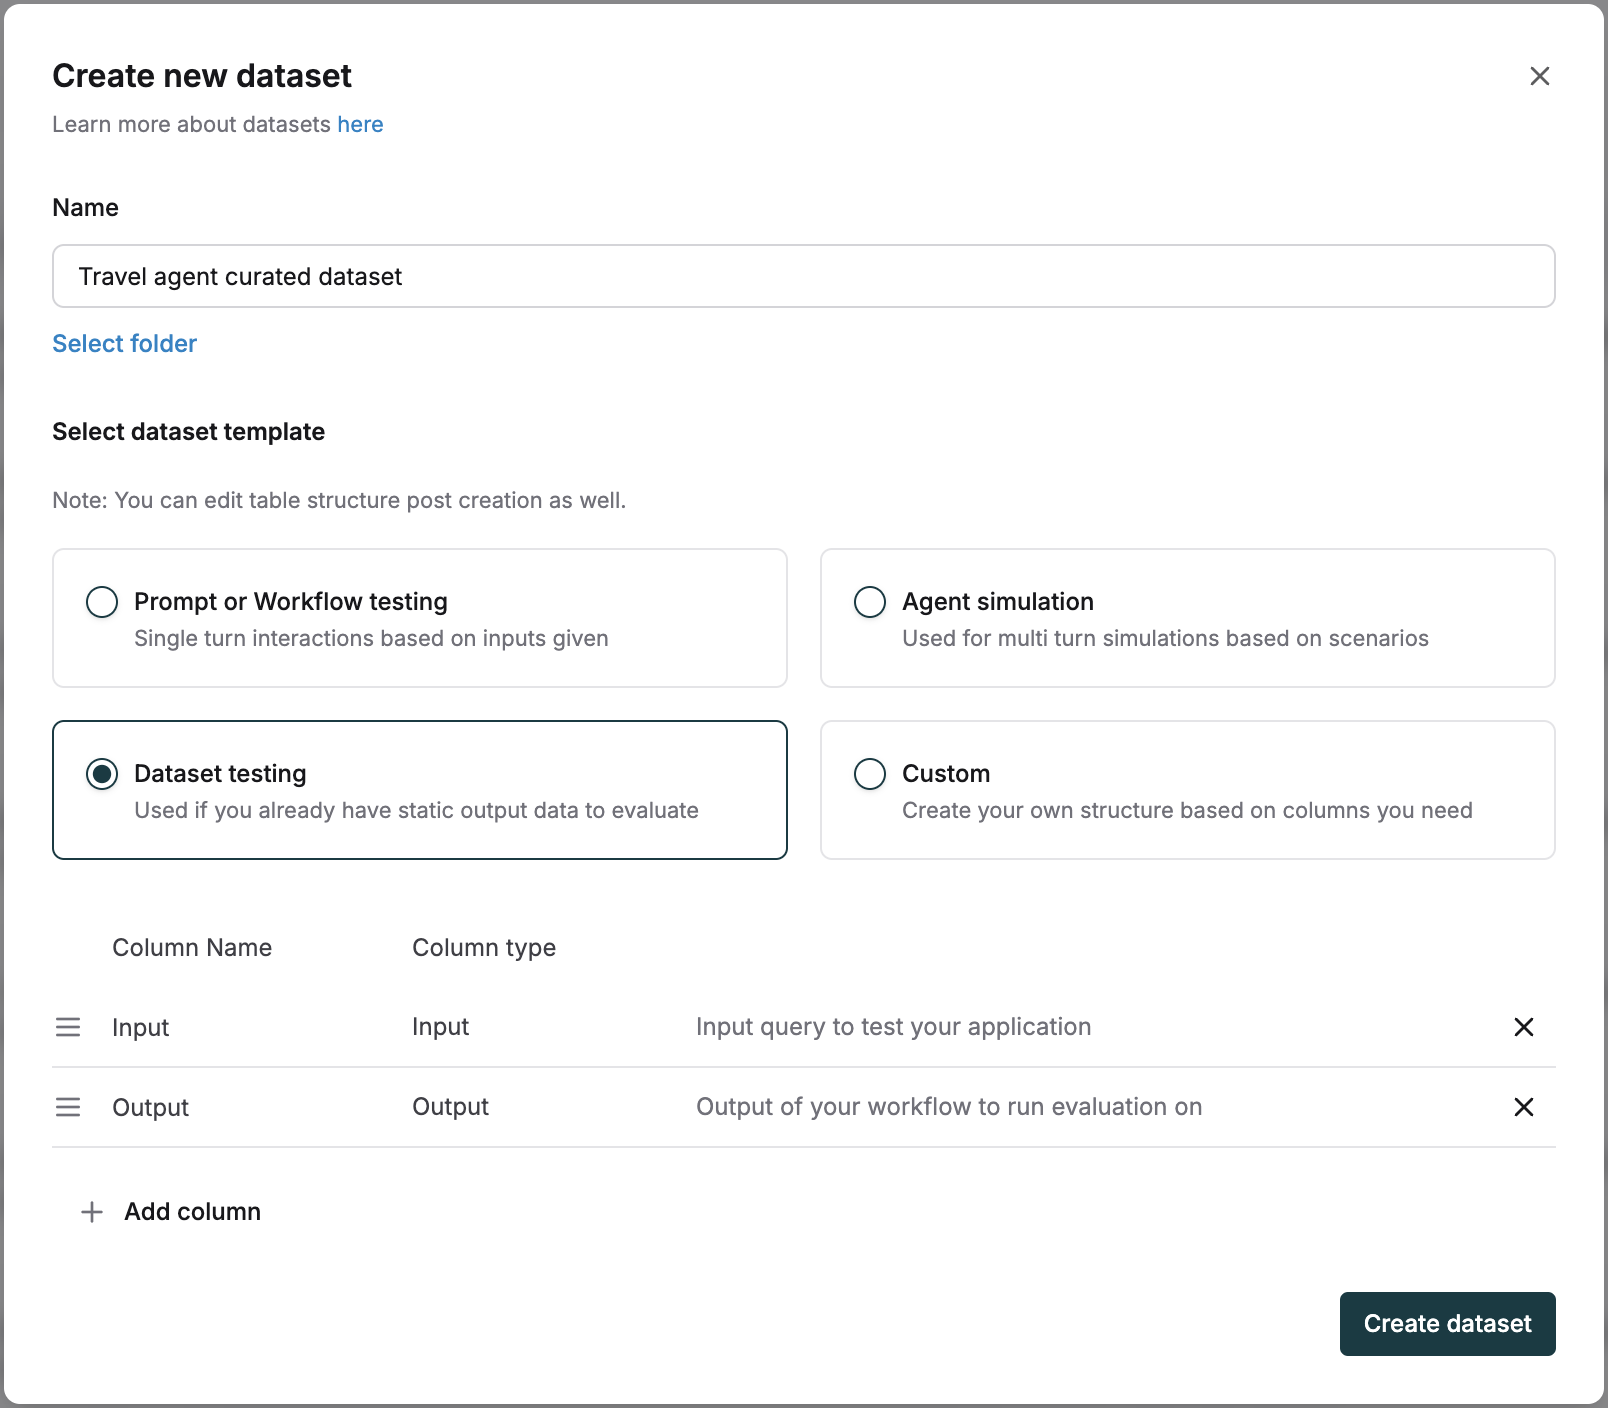 Create new dataset
Learn more about datasets here
Name
Travel agent curated dataset
Select folder
Select dataset template
Note: You can edit table structure post creation as well.
Prompt or Workflow testing
Single turn interactions based on inputs given
Agent simulation
Used for multi turn simulations based on scenarios
Dataset testing
Used if you already have static output data to evaluate
Custom
Create your own structure based on columns you need
Column Name Column type
Input Input Input query to test your application
Output Output Output of your workflow to run evaluation on
Add column
Create dataset